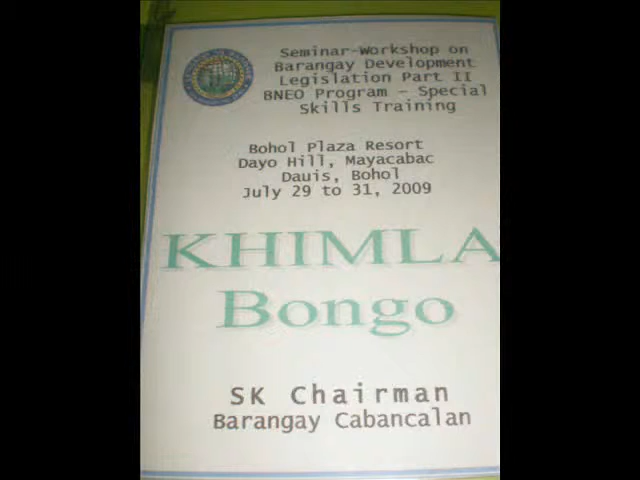 Seminar-Workshop on
Barangay Development
Legislation Part II
BNEO Program - Special
Skills Training
Bohol Plaza Resort
Dayo Hill, Mayacabac
Dauis, Bohol
July 29 to 31, 2009
KHIMLA
Bongo
SK Chairman
Barangay Cabancalan